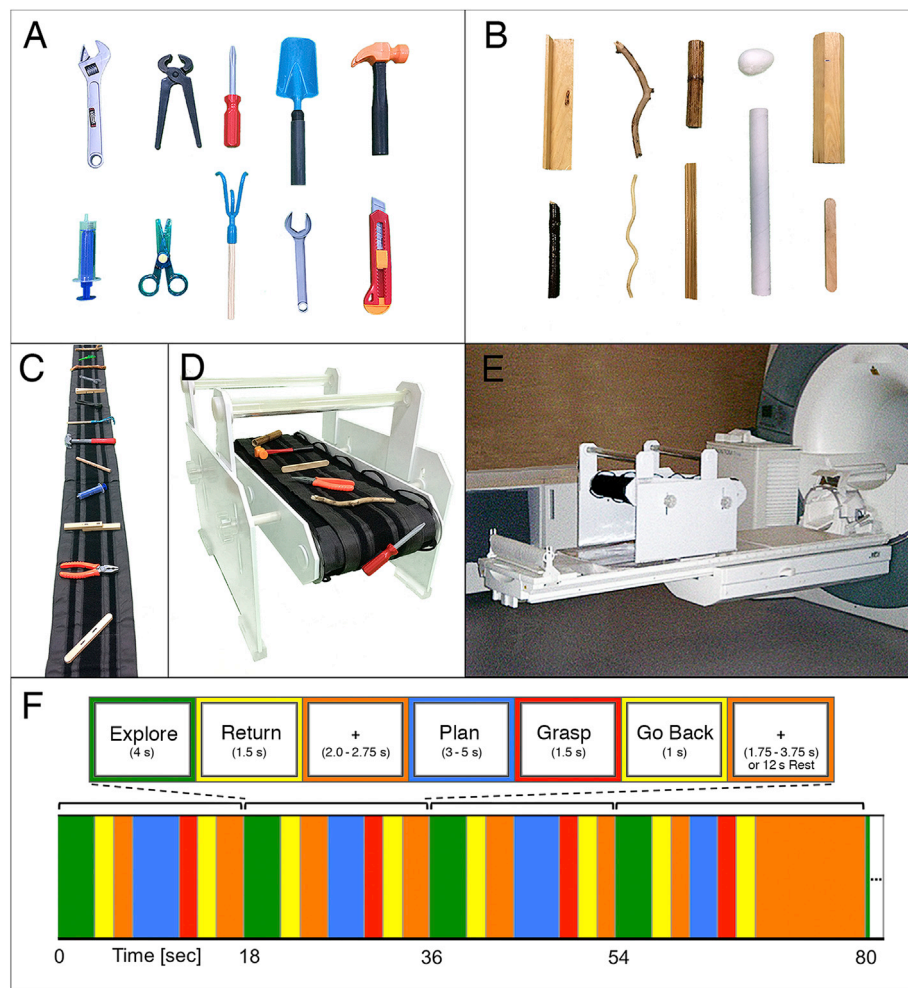 A
B
C
D
E
F
Explore
(4 s)
Return
(1.5 s)
+
(2.0 - 2.75 s)
Plan
(3 - 5 s)
Grasp
(1.5 s)
Go Back
(1 s)
+
(1.75 - 3.75 s)
or 12 s Rest
...
0 Time [sec] 18 36 54 80